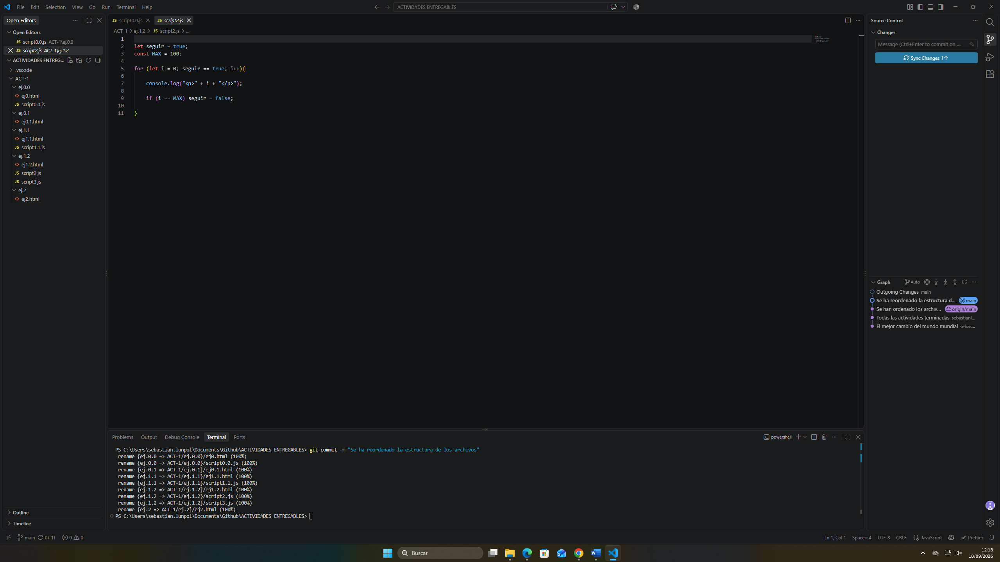 File Edit Selection View Go Run Terminal Help
ACTIVIDADES ENTREGABLES
Open Editors
Open Editors
JS script0.0.js ACT-1\ej.0.0
JS script2.js ACT-1\ej.1.2
ACTIVIDADES ENTREG...
.vscode
ACT-1
ej.0.0
ej0.html
JS script0.0.js
ej.0.1
ej0.1.html
ej.1.1
ej1.1.html
JS script1.1.js
ej.1.2
ej1.2.html
JS script2.js
JS script3.js
ej.2
ej2.html
Outline
Timeline
JS script0.0.js JS script2.js
ACT-1 > ej.1.2 > JS script2.js > ...
1
2 let seguir = true;
3 const MAX = 100;
4
5 for (let i = 0; seguir == true; i++){
6
7 console.log("<p>" + i + "</p>");
8
9 if (i == MAX) seguir = false;
10
11 }
Problems Output Debug Console Terminal Ports
powershell
PS C:\Users\sebastian.lunpol\Documents\Github\ACTIVIDADES ENTREGABLES> git commit -m "Se ha reordenado la estructura de los archivos"
rename {ej.0.0 => ACT-1/ej.0.0}/ej0.html (100%)
rename {ej.0.0 => ACT-1/ej.0.0}/script0.0.js (100%)
rename {ej.0.1 => ACT-1/ej.0.1}/ej0.1.html (100%)
rename {ej.1.1 => ACT-1/ej.1.1}/ej1.1.html (100%)
rename {ej.1.1 => ACT-1/ej.1.1}/script1.1.js (100%)
rename {ej.1.2 => ACT-1/ej.1.2}/ej1.2.html (100%)
rename {ej.1.2 => ACT-1/ej.1.2}/script2.js (100%)
rename {ej.1.2 => ACT-1/ej.1.2}/script3.js (100%)
rename {ej.2 => ACT-1/ej.2}/ej2.html (100%)
PS C:\Users\sebastian.lunpol\Documents\Github\ACTIVIDADES ENTREGABLES>
Source Control
Changes
Message (Ctrl+Enter to commit on ...
Sync Changes 1↑
Graph Auto
Outgoing Changes main
Se ha reordenado la estructura d... main
Se han ordenado los archiv... origin/main
Todas las actividades terminadas sebastianl...
El mejor cambio del mundo mundial sebas...
main 0↓ 1↑ 0 0
Ln 1, Col 1 Spaces: 4 UTF-8 CRLF JavaScript Prettier
Buscar
12:18
18/09/2026